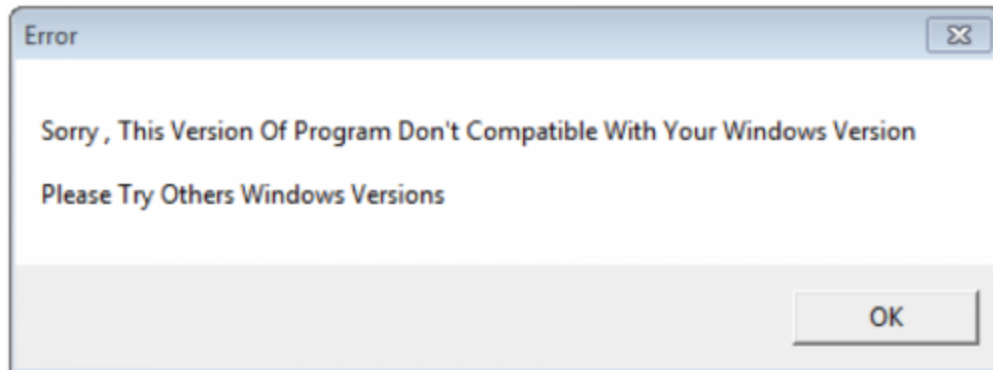 Error
Sorry , This Version Of Program Don't Compatible With Your Windows Version
Please Try Others Windows Versions
OK